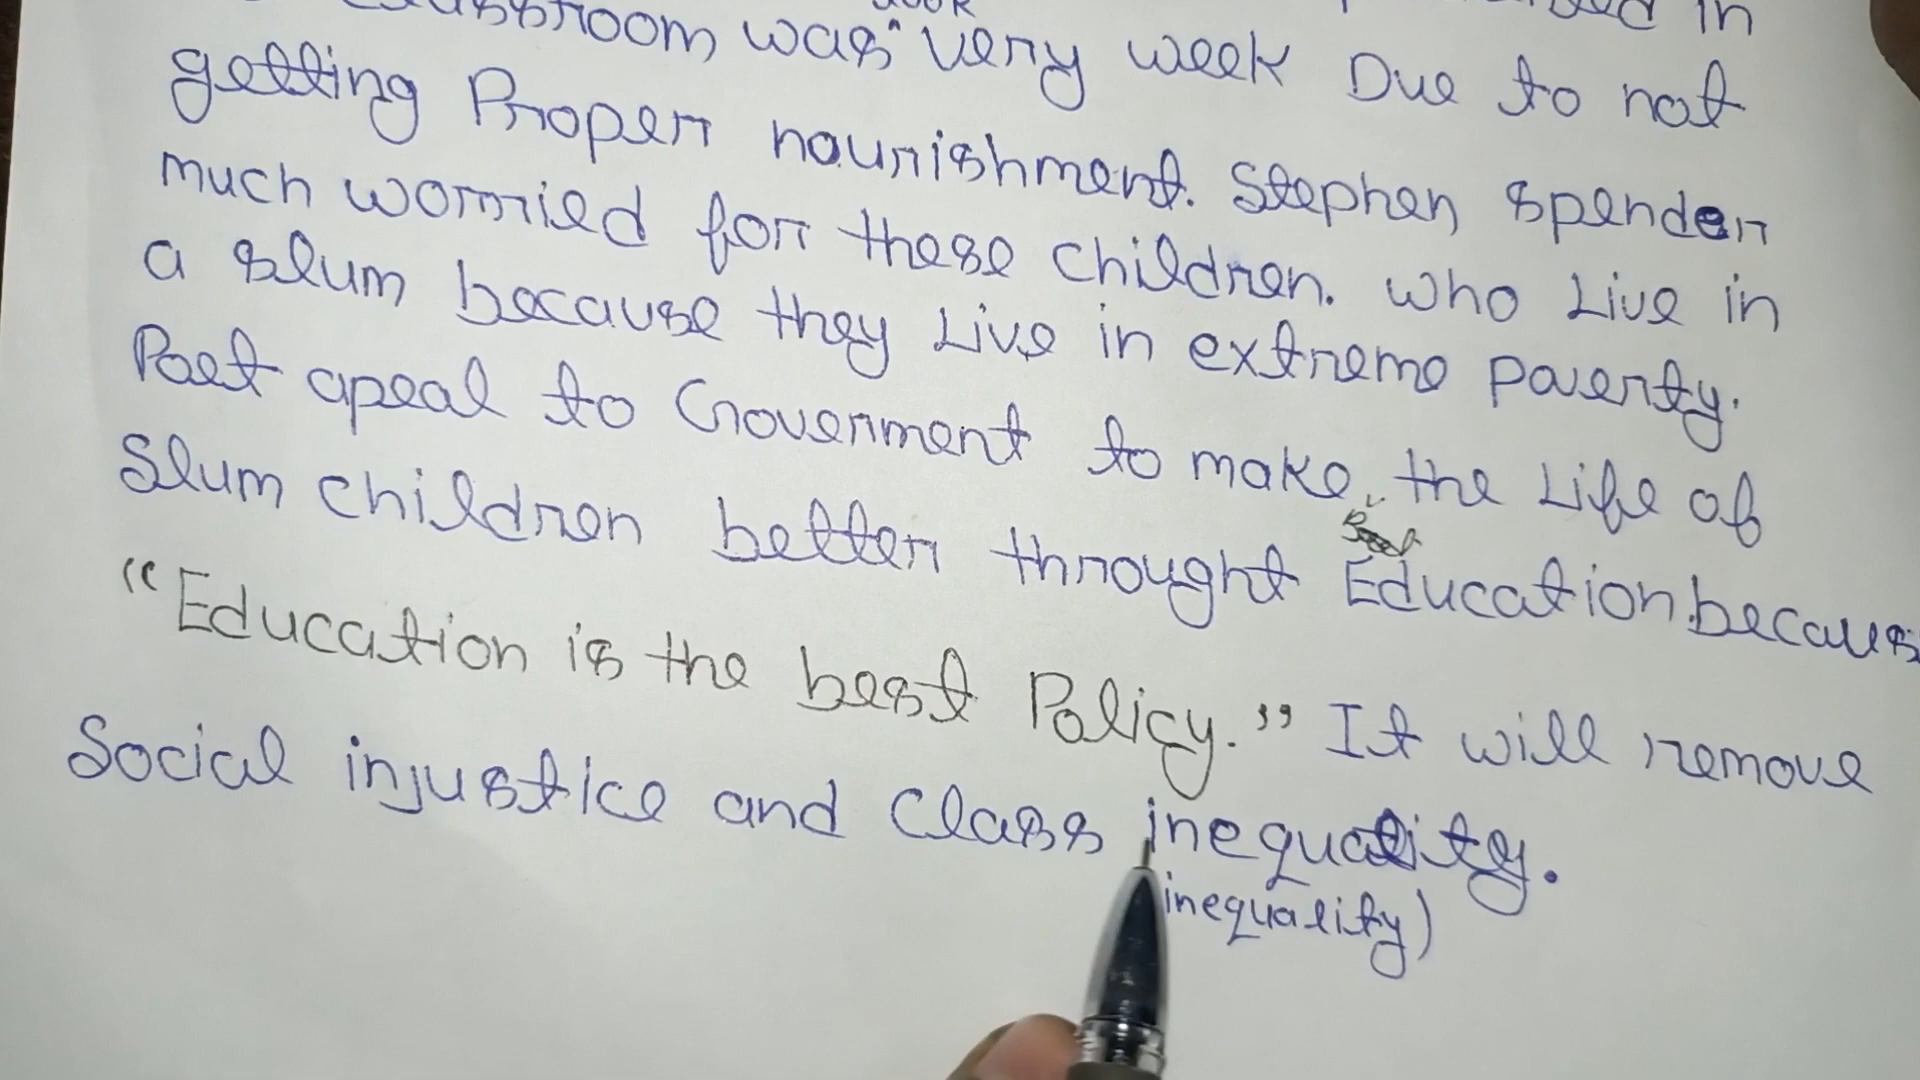 in
classroom was very week Due to not
getting Proper nourishment. Stephen Spender
much worried for these children. who Live in
a slum because they Live in extreme Poverty.
Poet apeal to Government to make the Life of
Slum children better throught Education because
"Education is the best Policy." It will remove
Social injustice and Class inequality.
inequality)